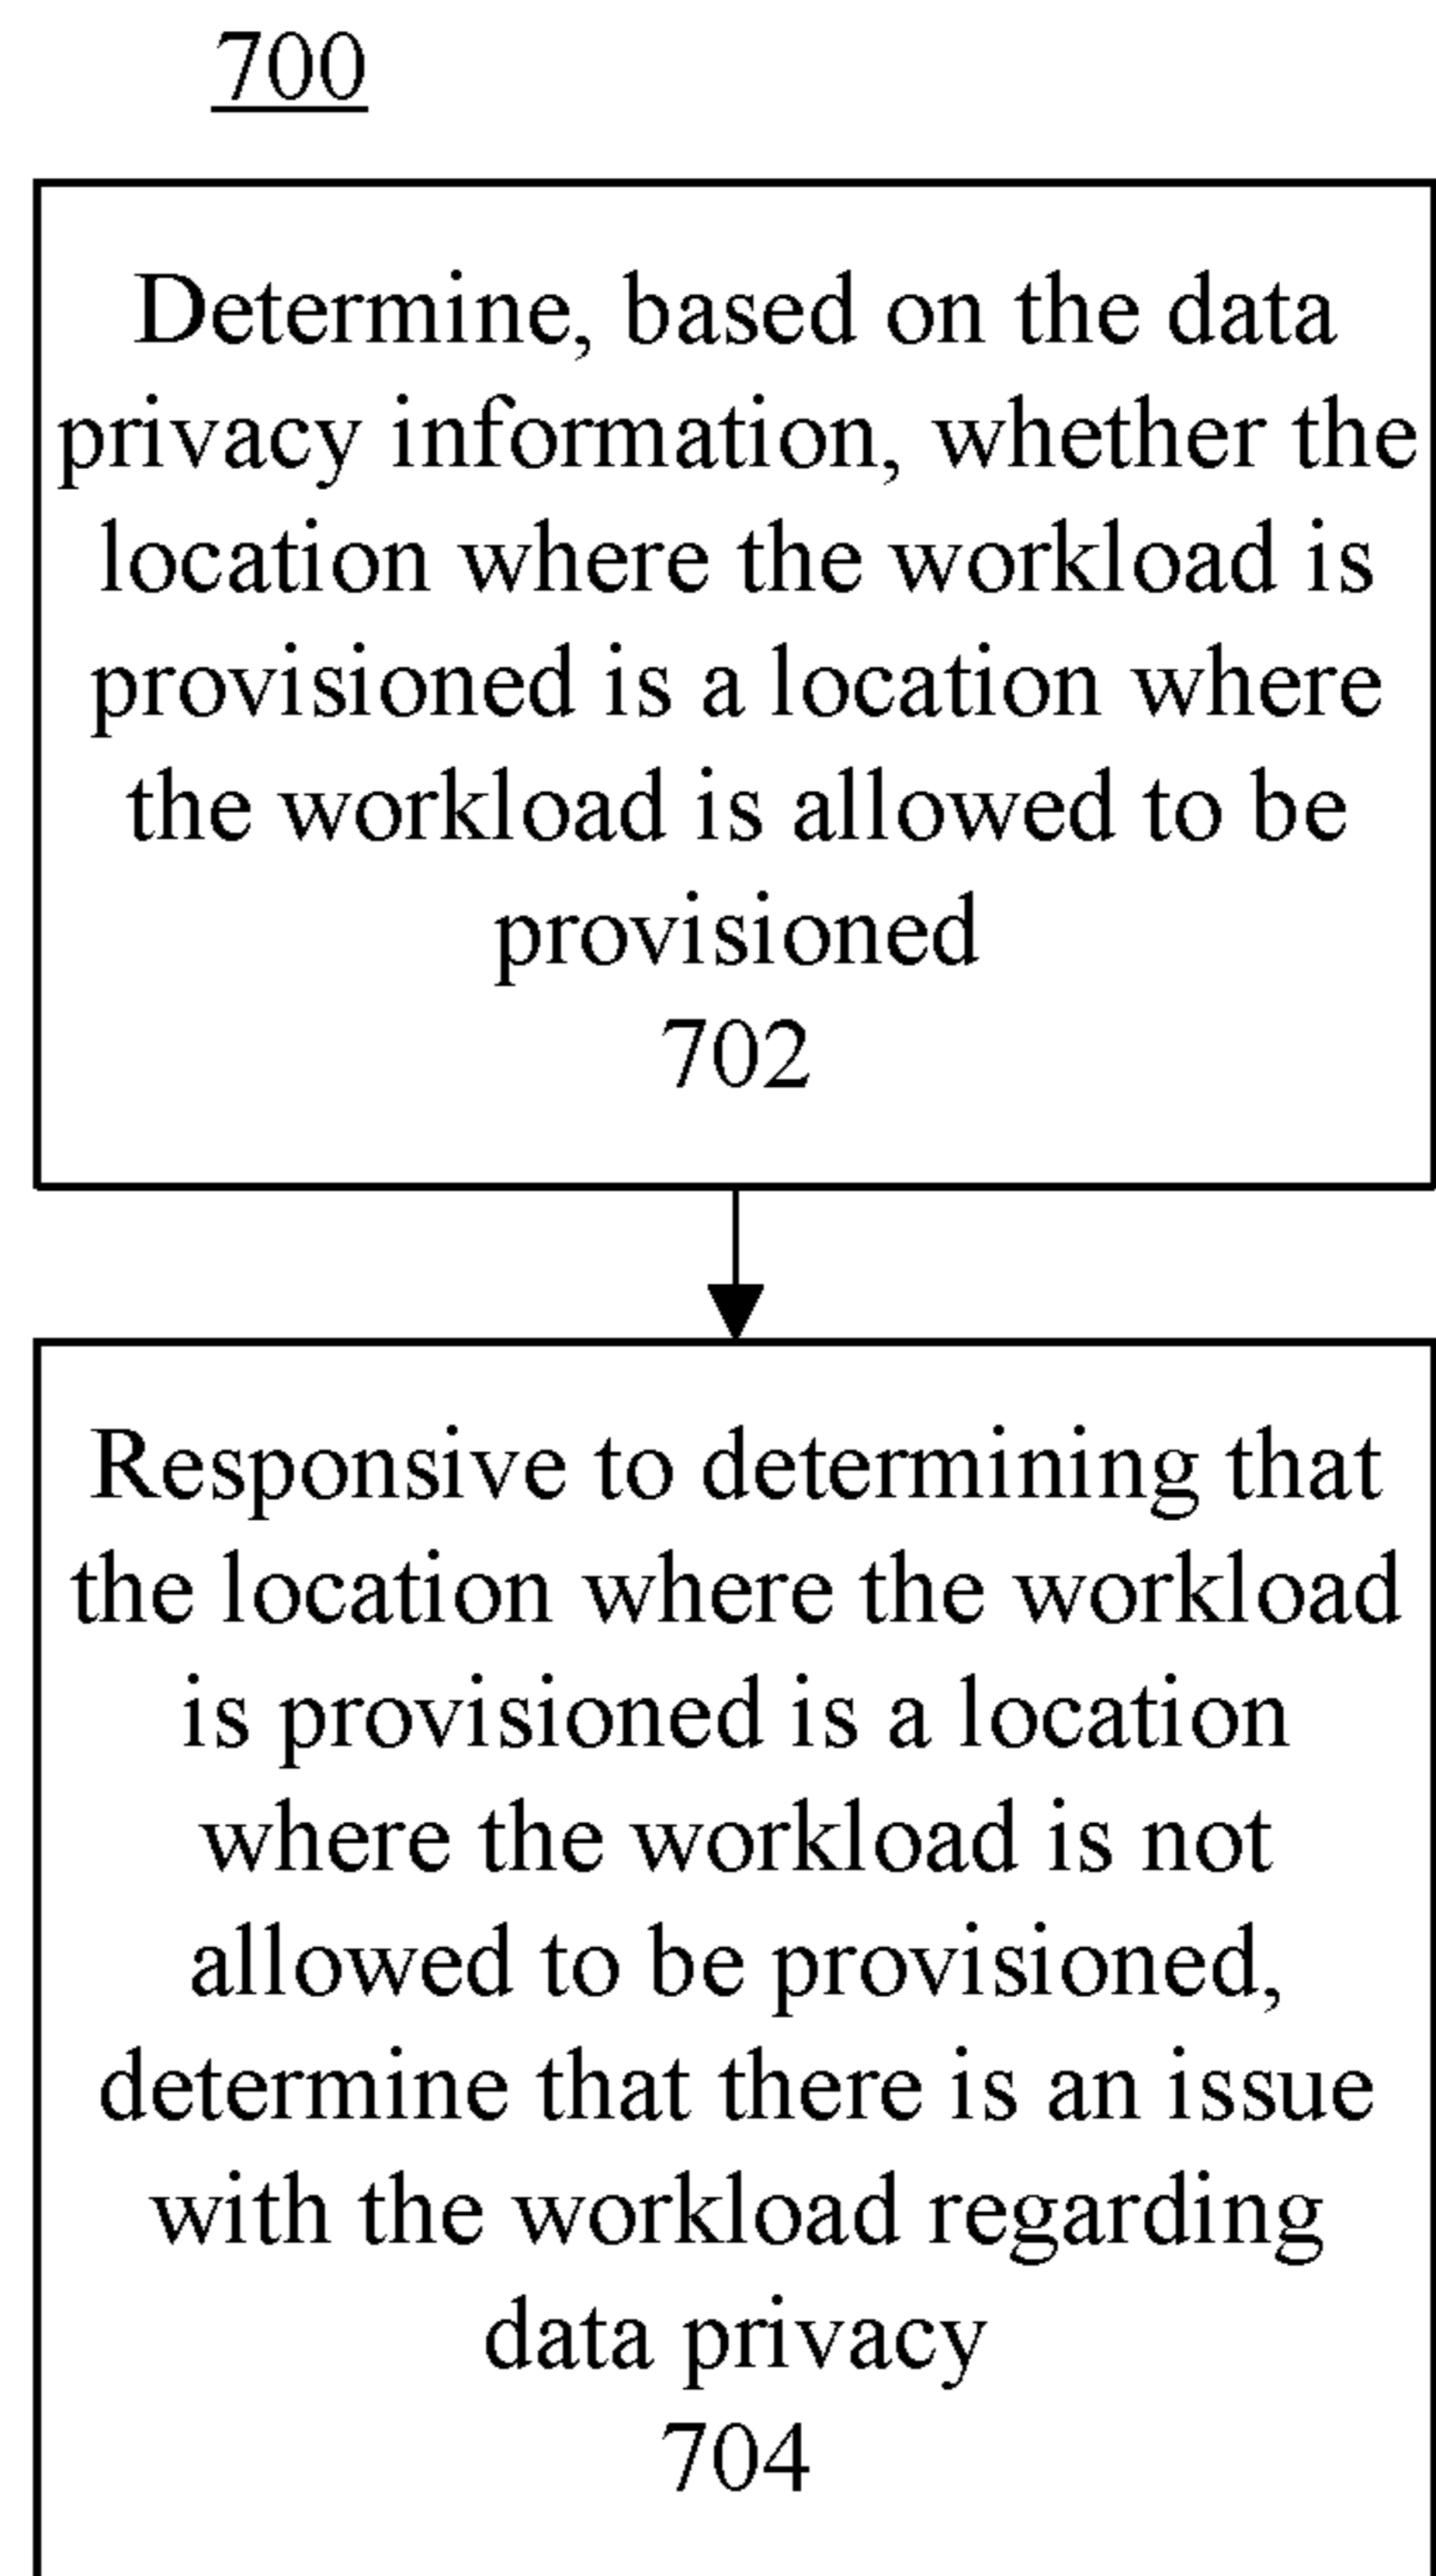 700
Determine, based on the data
privacy information, whether the
location where the workload is
provisioned is a location where
the workload is allowed to be
provisioned
702
Responsive to determining that
the location where the workload
is provisioned is a location
where the workload is not
allowed to be provisioned,
determine that there is an issue
with the workload regarding
data privacy
704